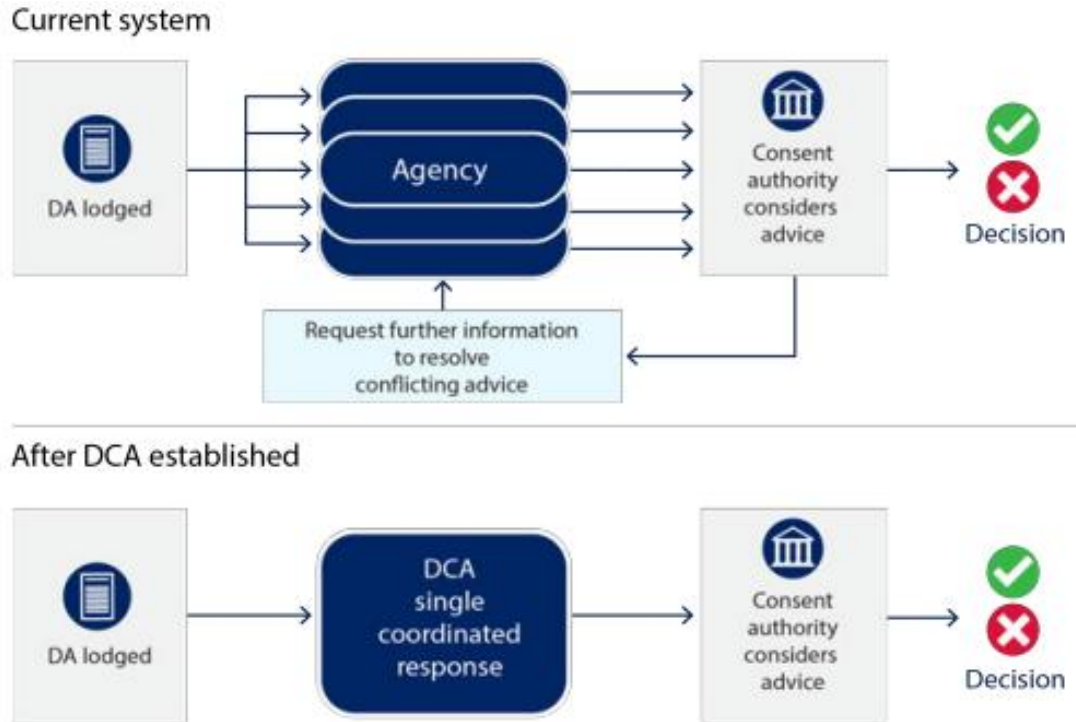 Current system
DA lodged
Agency
Consent
authority
considers
advice
Decision
Request further information
to resolve
conflicting advice
After DCA established
DA lodged
DCA
single
coordinated
response
Consent
authority
considers
advice
Decision